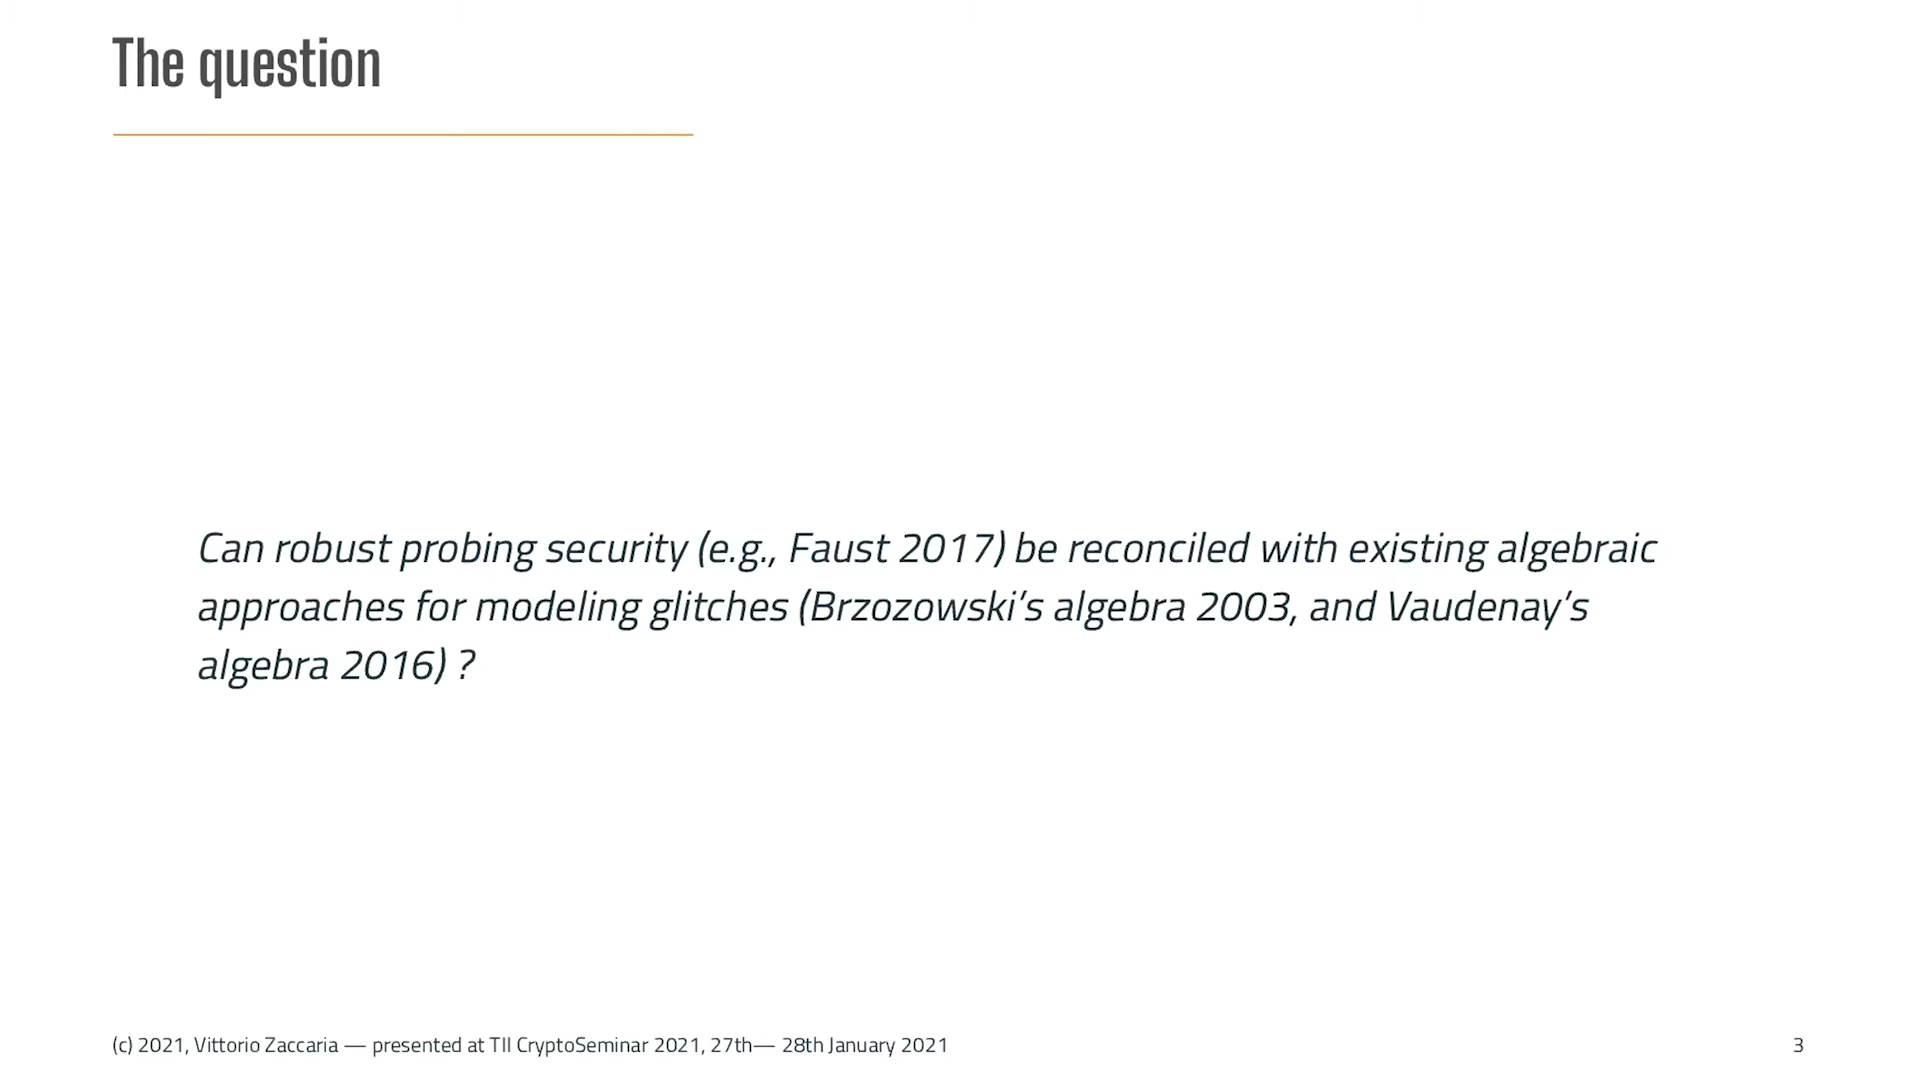 The question
Can robust probing security (e.g., Faust 2017) be reconciled with existing algebraic
approaches for modeling glitches (Brzozowski’s algebra 2003, and Vaudenay’s
algebra 2016) ?
(c) 2021, Vittorio Zaccaria — presented at TII CryptoSeminar 2021, 27th— 28th January 2021
3